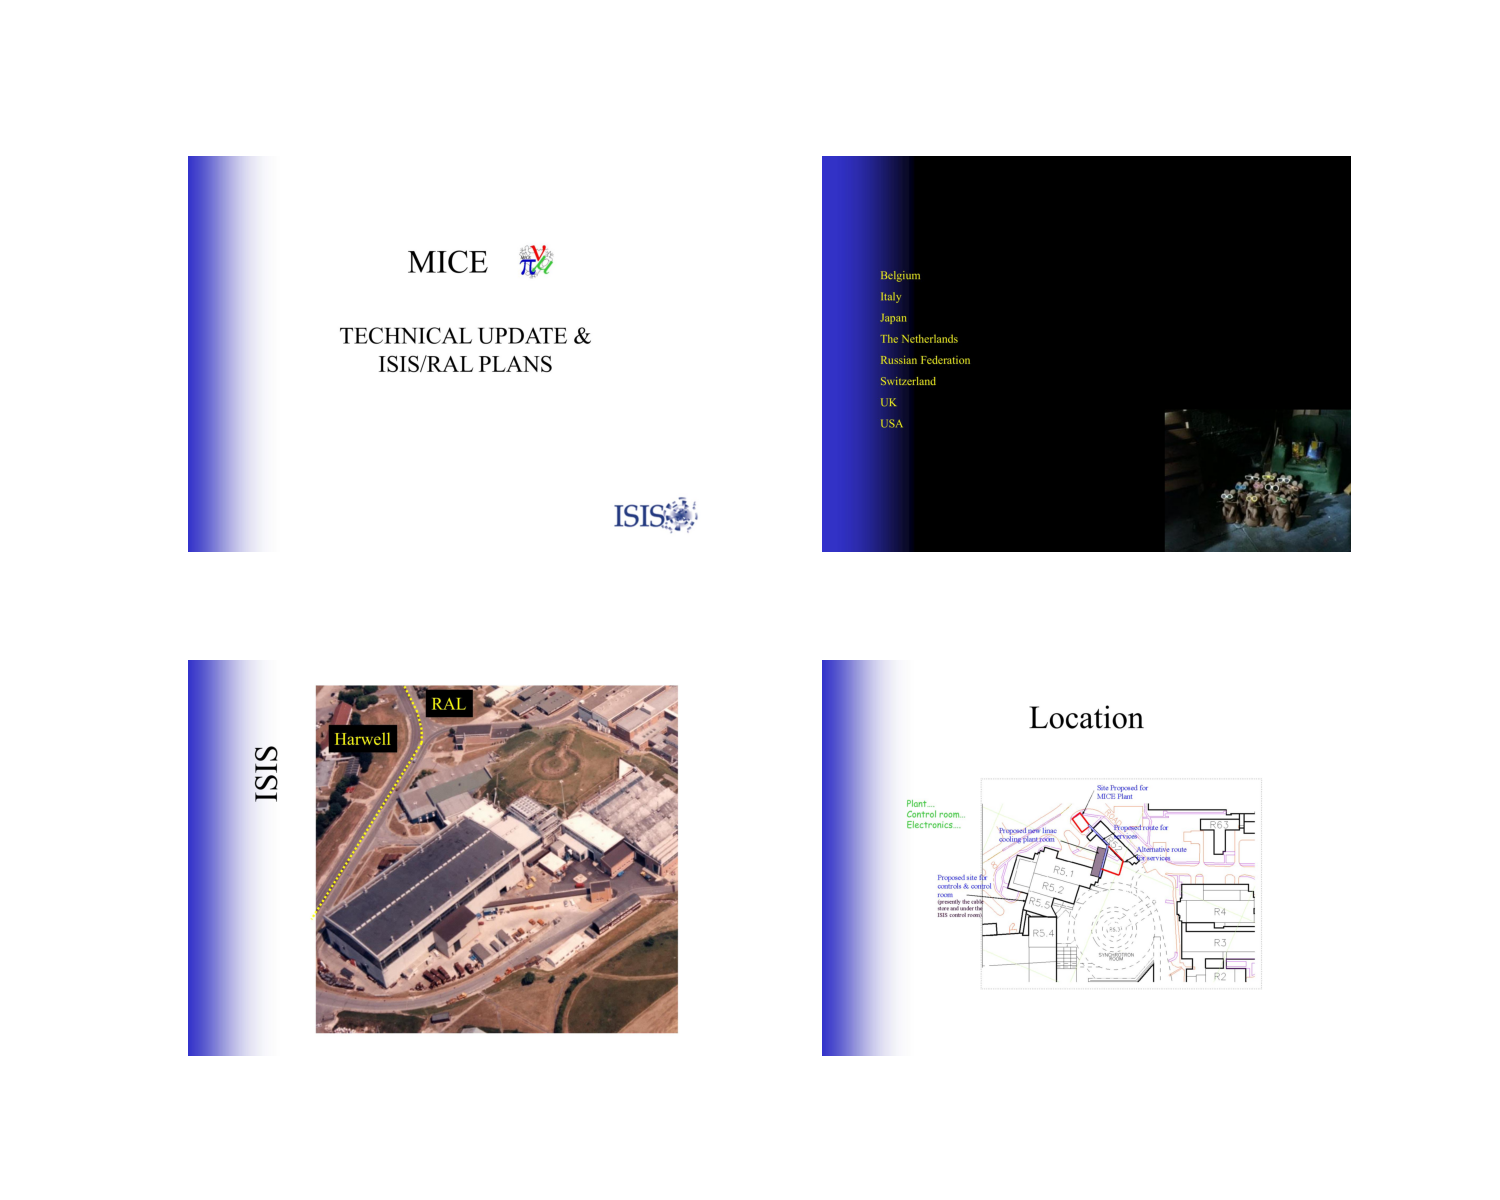 MICE
ν
π
μ
TECHNICAL UPDATE &
ISIS/RAL PLANS
ISIS
Belgium
Italy
Japan
The Netherlands
Russian Federation
Switzerland
UK
USA
ISIS
RAL
Harwell
Location
Plant....
Control room...
Electronics....
Site Proposed for
MICE Plant
Proposed new linac
cooling plant room
Proposed route for
services
Alternative route
for services
Proposed site for
controls & control
room
(presently the cable
store and under the
ISIS control room)
R5.1
R5.2
R5.5
R5.4
SYNCHROTRON
ROOM
R63
R4
R3
R2